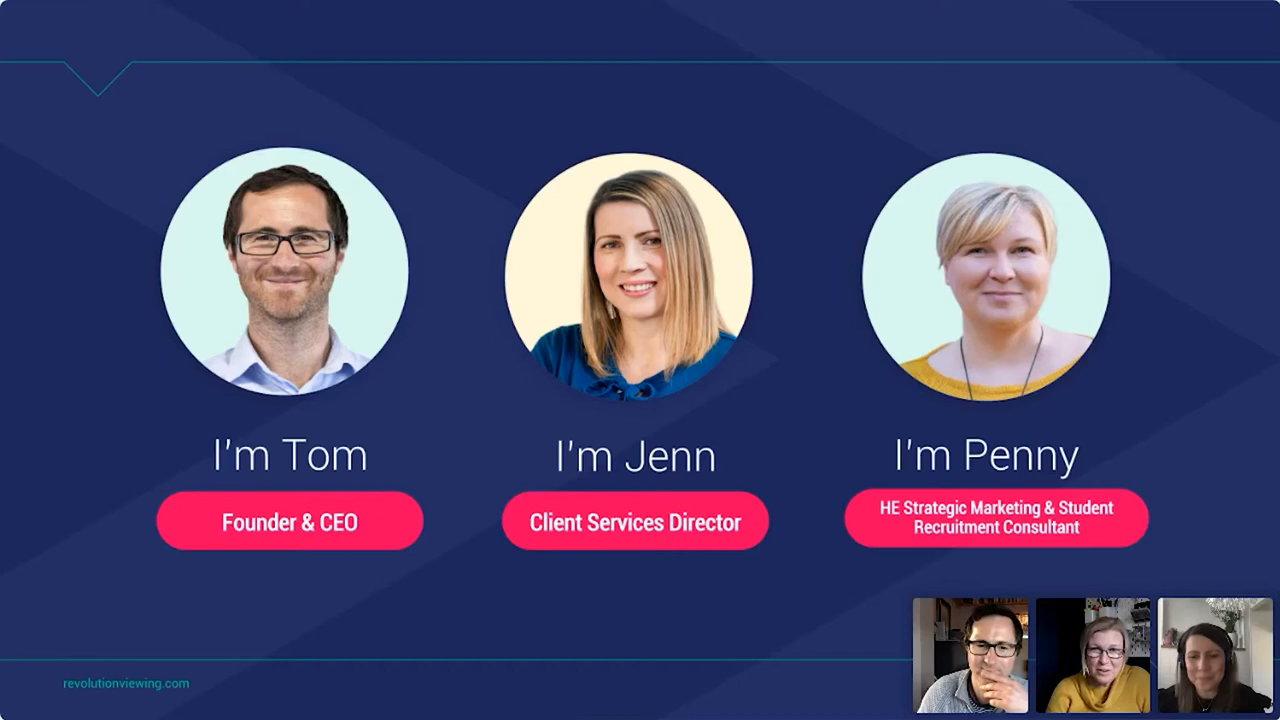 I'm Tom
Founder & CEO
I'm Jenn
Client Services Director
I'm Penny
HE Strategic Marketing & Student
Recruitment Consultant
revolutionviewing.com